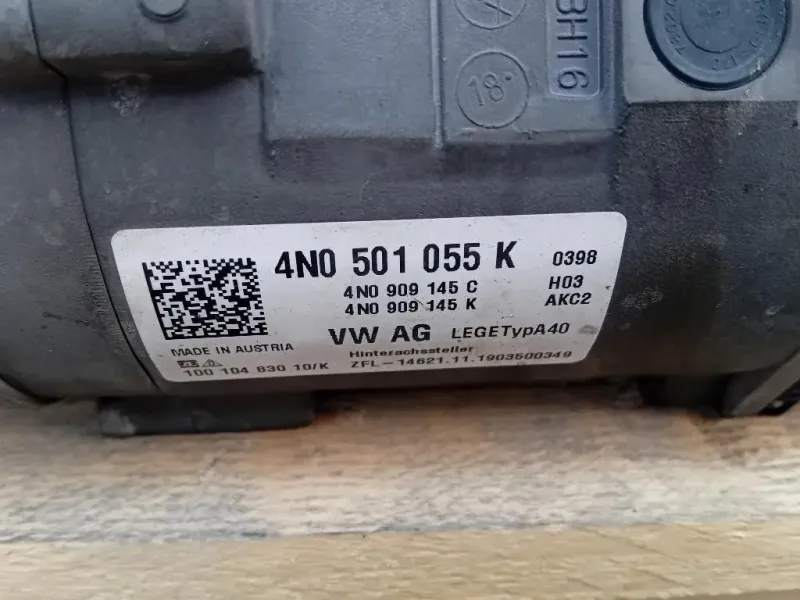 BH16
18
4N0 501 055 K 0398
4N0 909 145 C H03
4N0 909 145 K AKC2
VW AG LEGETypA40
MADE IN AUSTRIA Hinterachssteller
100 104 830 10/K ZFL-14621.11.1903500349